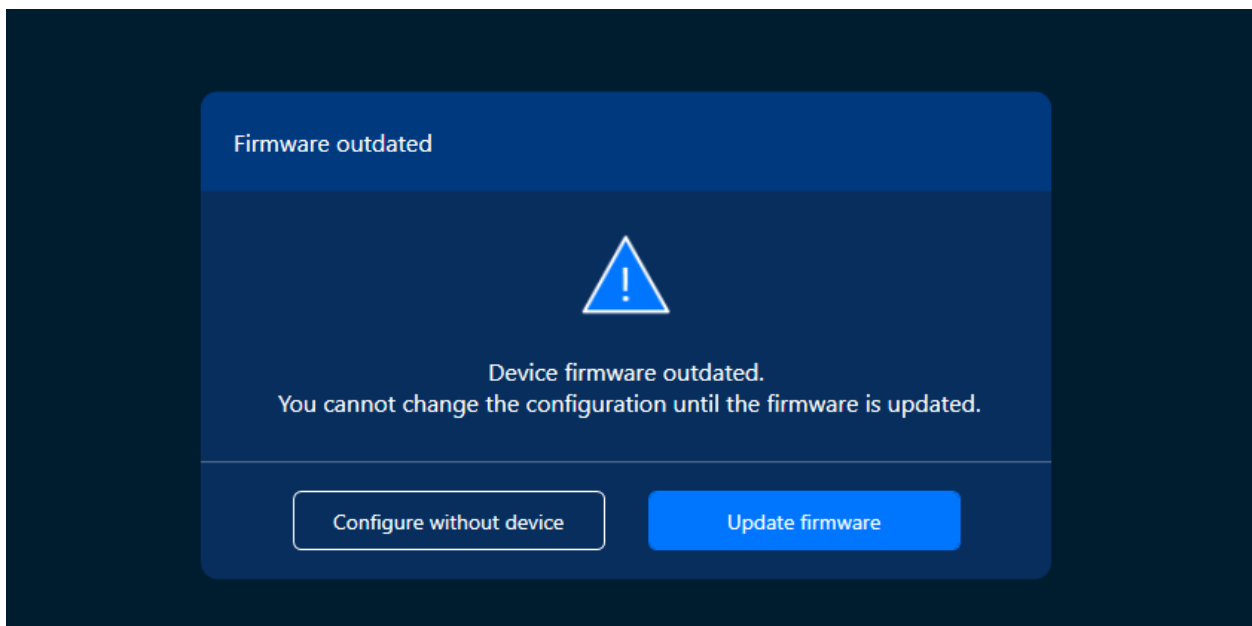 Firmware outdated
!
Device firmware outdated.
You cannot change the configuration until the firmware is updated.
Configure without device
Update firmware